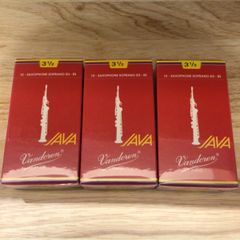 3½
10 - SAXOPHONE SOPRANO Sib - Bb
JAVA
Vandoren
3½
10 - SAXOPHONE SOPRANO Sib - Bb
JAVA
Vandoren
3½
10 - SAXOPHONE SOPRANO Sib - Bb
JAVA
Vandoren